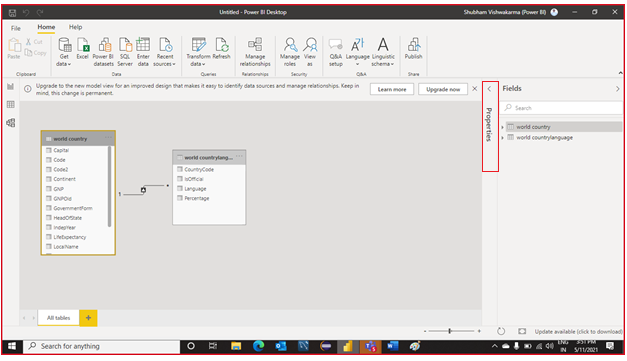 Untitled - Power BI Desktop
Shubham Vishwakarma (Power BI)
File Home Help
Paste
Cut
Copy
Clipboard
Get data
Excel
Power BI datasets
SQL Server
Enter data
Recent sources
Data
Transform data
Refresh
Queries
Manage relationships
Relationships
Manage roles
View as
Security
Q&A setup
Language
Linguistic schema
Q&A
Publish
Share
Upgrade to the new model view for an improved design that makes it easy to identify data sources and manage relationships. Keep in
mind, this change is permanent.
Learn more
Upgrade now
Properties
Fields
Search
world country
world countrylanguage
world country
Capital
Code
Code2
Continent
GNP
GNPOld
GovernmentForm
HeadOfState
IndepYear
LifeExpectancy
LocalName
1
*
world countrylang...
CountryCode
IsOfficial
Language
Percentage
All tables
+
Update available (click to download)
Search for anything
ENG
IN
3:51 PM
5/11/2021